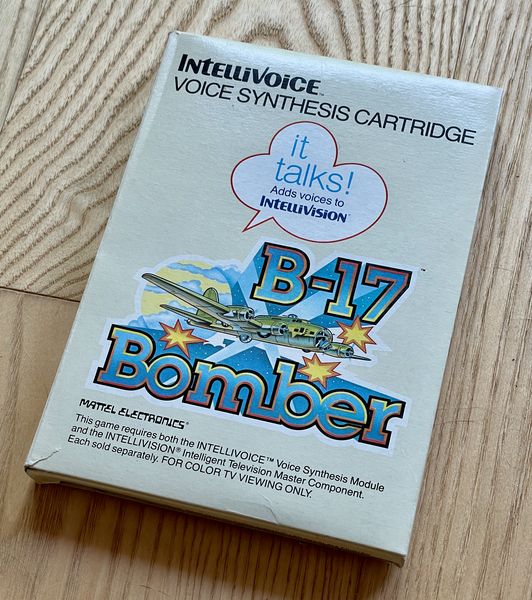 INTELLIVOICE™
VOICE SYNTHESIS CARTRIDGE
it
talks!
Adds voices to
INTELLIVISION®
B-17
Bomber
MATTEL ELECTRONICS®
This game requires both the INTELLIVOICE™ Voice Synthesis Module
and the INTELLIVISION® Intelligent Television Master Component.
Each sold separately. FOR COLOR TV VIEWING ONLY.